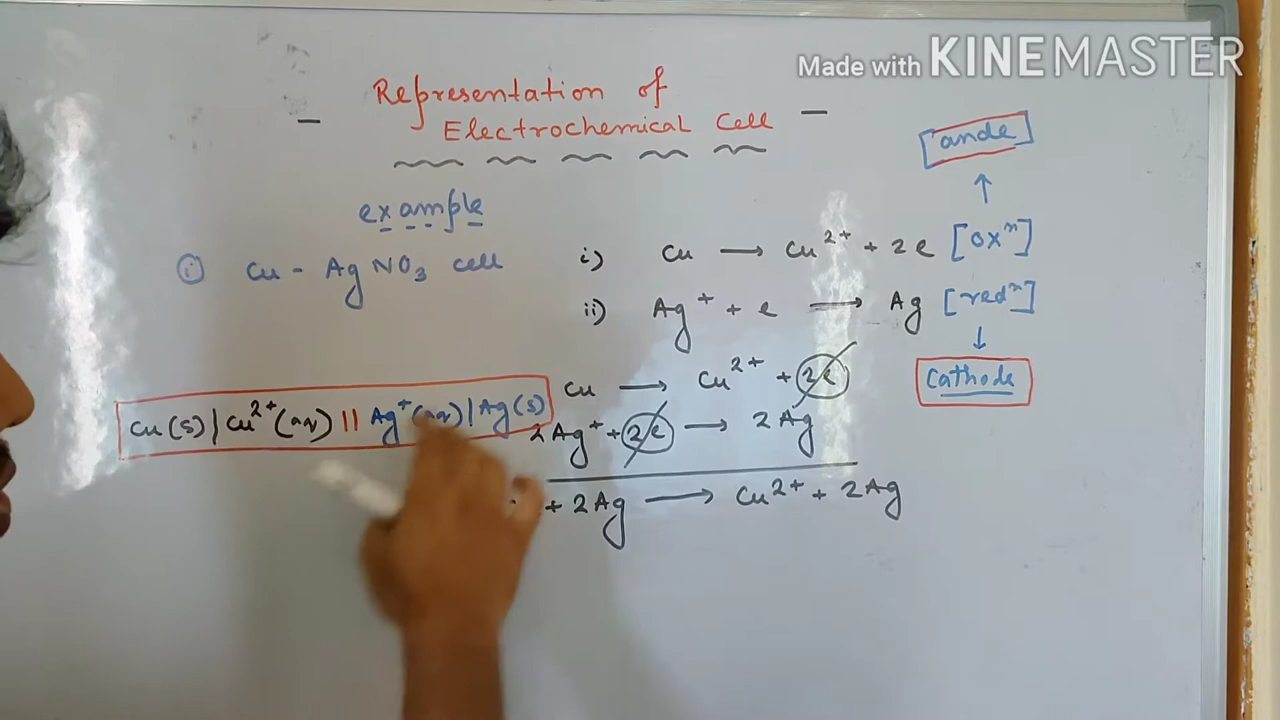 Made with KINEMASTER
Representation of
Electrochemical Cell
[anode]
example
(i) Cu - AgNO3 cell
i) Cu → Cu2+ + 2e [oxn]
ii) Ag+ + e → Ag [redn]
Cathode
Cu → Cu2+ + 2e
Cu(s)|Cu2+(aq) || Ag+(aq)|Ag(s)
2Ag+ + 2e → 2Ag
+ 2Ag → Cu2+ + 2Ag